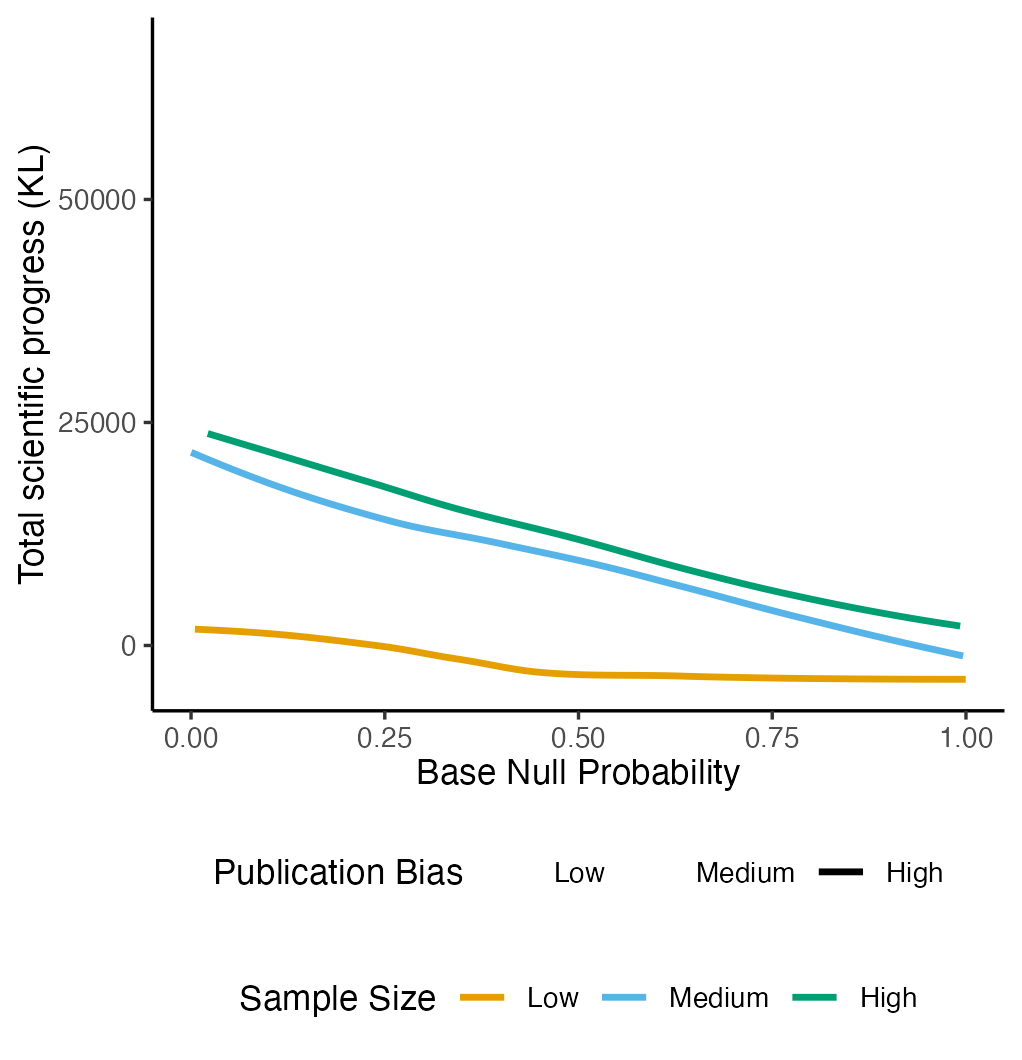 Total scientific progress (KL)
50000
25000
0
0.00 0.25 0.50 0.75 1.00
Base Null Probability
Publication Bias Low Medium High
Sample Size Low Medium High